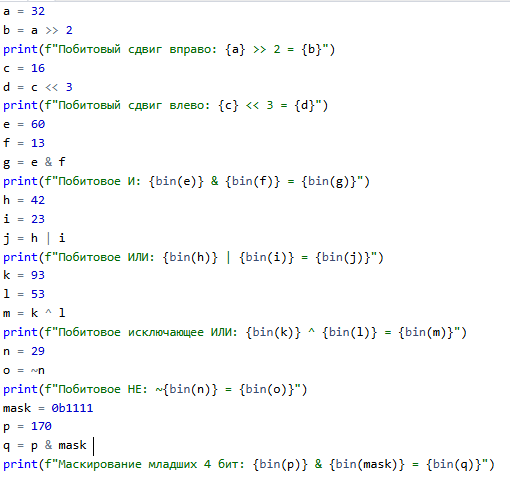 a = 32
b = a >> 2
print(f"Побитовый сдвиг вправо: {a} >> 2 = {b}")
c = 16
d = c << 3
print(f"Побитовый сдвиг влево: {c} << 3 = {d}")
e = 60
f = 13
g = e & f
print(f"Побитовое И: {bin(e)} & {bin(f)} = {bin(g)}")
h = 42
i = 23
j = h | i
print(f"Побитовое ИЛИ: {bin(h)} | {bin(i)} = {bin(j)}")
k = 93
l = 53
m = k ^ l
print(f"Побитовое исключающее ИЛИ: {bin(k)} ^ {bin(l)} = {bin(m)}")
n = 29
o = ~n
print(f"Побитовое НЕ: ~{bin(n)} = {bin(o)}")
mask = 0b1111
p = 170
q = p & mask
print(f"Маскирование младших 4 бит: {bin(p)} & {bin(mask)} = {bin(q)}")